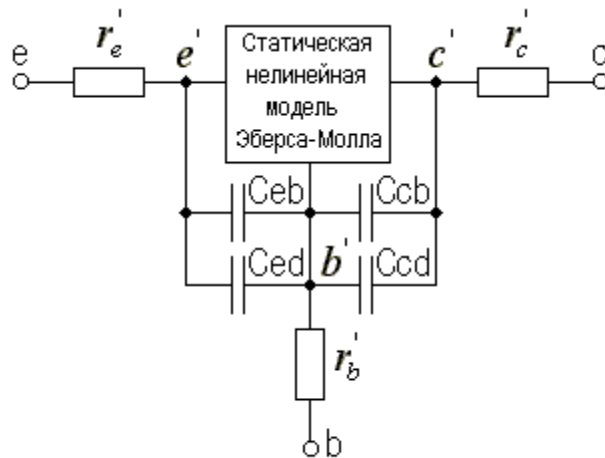 e r'e e' Статическая c' r'c c
нелинейная
модель
Эберса-Молла
Ceb Ccb
Ced b' Ccd
r'b
b